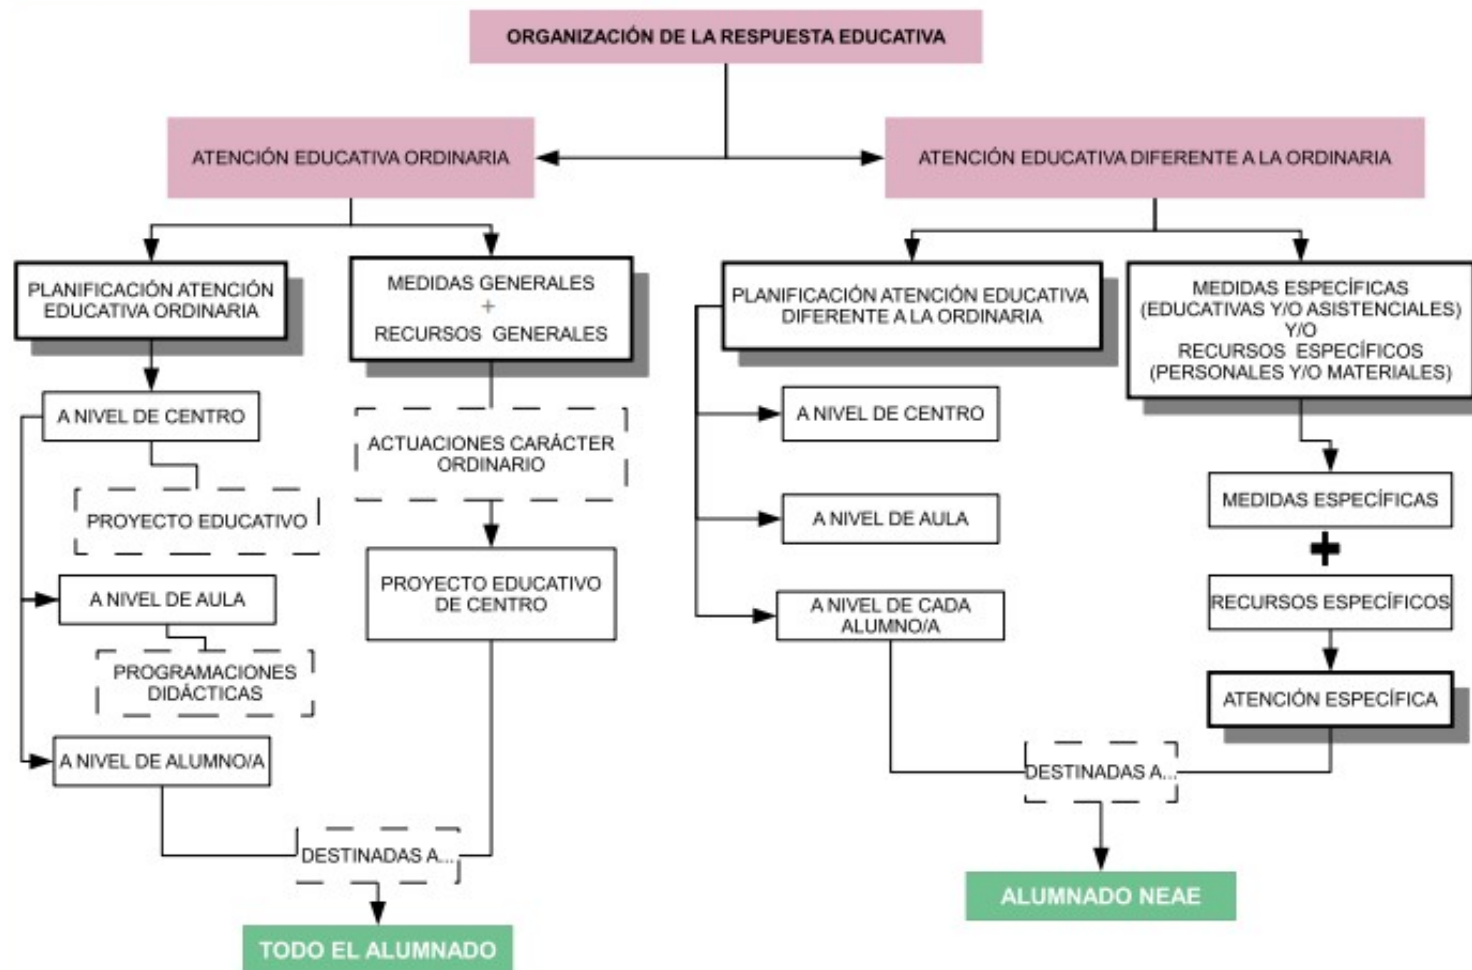 ORGANIZACIÓN DE LA RESPUESTA EDUCATIVA
ATENCIÓN EDUCATIVA ORDINARIA
ATENCIÓN EDUCATIVA DIFERENTE A LA ORDINARIA
PLANIFICACIÓN ATENCIÓN
EDUCATIVA ORDINARIA
MEDIDAS GENERALES
+
RECURSOS GENERALES
PLANIFICACIÓN ATENCIÓN EDUCATIVA
DIFERENTE A LA ORDINARIA
MEDIDAS ESPECÍFICAS
(EDUCATIVAS Y/O ASISTENCIALES)
Y/O
RECURSOS ESPECÍFICOS
(PERSONALES Y/O MATERIALES)
A NIVEL DE CENTRO
PROYECTO EDUCATIVO
A NIVEL DE AULA
PROGRAMACIONES
DIDÁCTICAS
A NIVEL DE ALUMNO/A
ACTUACIONES CARÁCTER
ORDINARIO
PROYECTO EDUCATIVO
DE CENTRO
DESTINADAS A...
TODO EL ALUMNADO
A NIVEL DE CENTRO
A NIVEL DE AULA
A NIVEL DE CADA
ALUMNO/A
MEDIDAS ESPECÍFICAS
+
RECURSOS ESPECÍFICOS
ATENCIÓN ESPECÍFICA
DESTINADAS A...
ALUMNADO NEAE